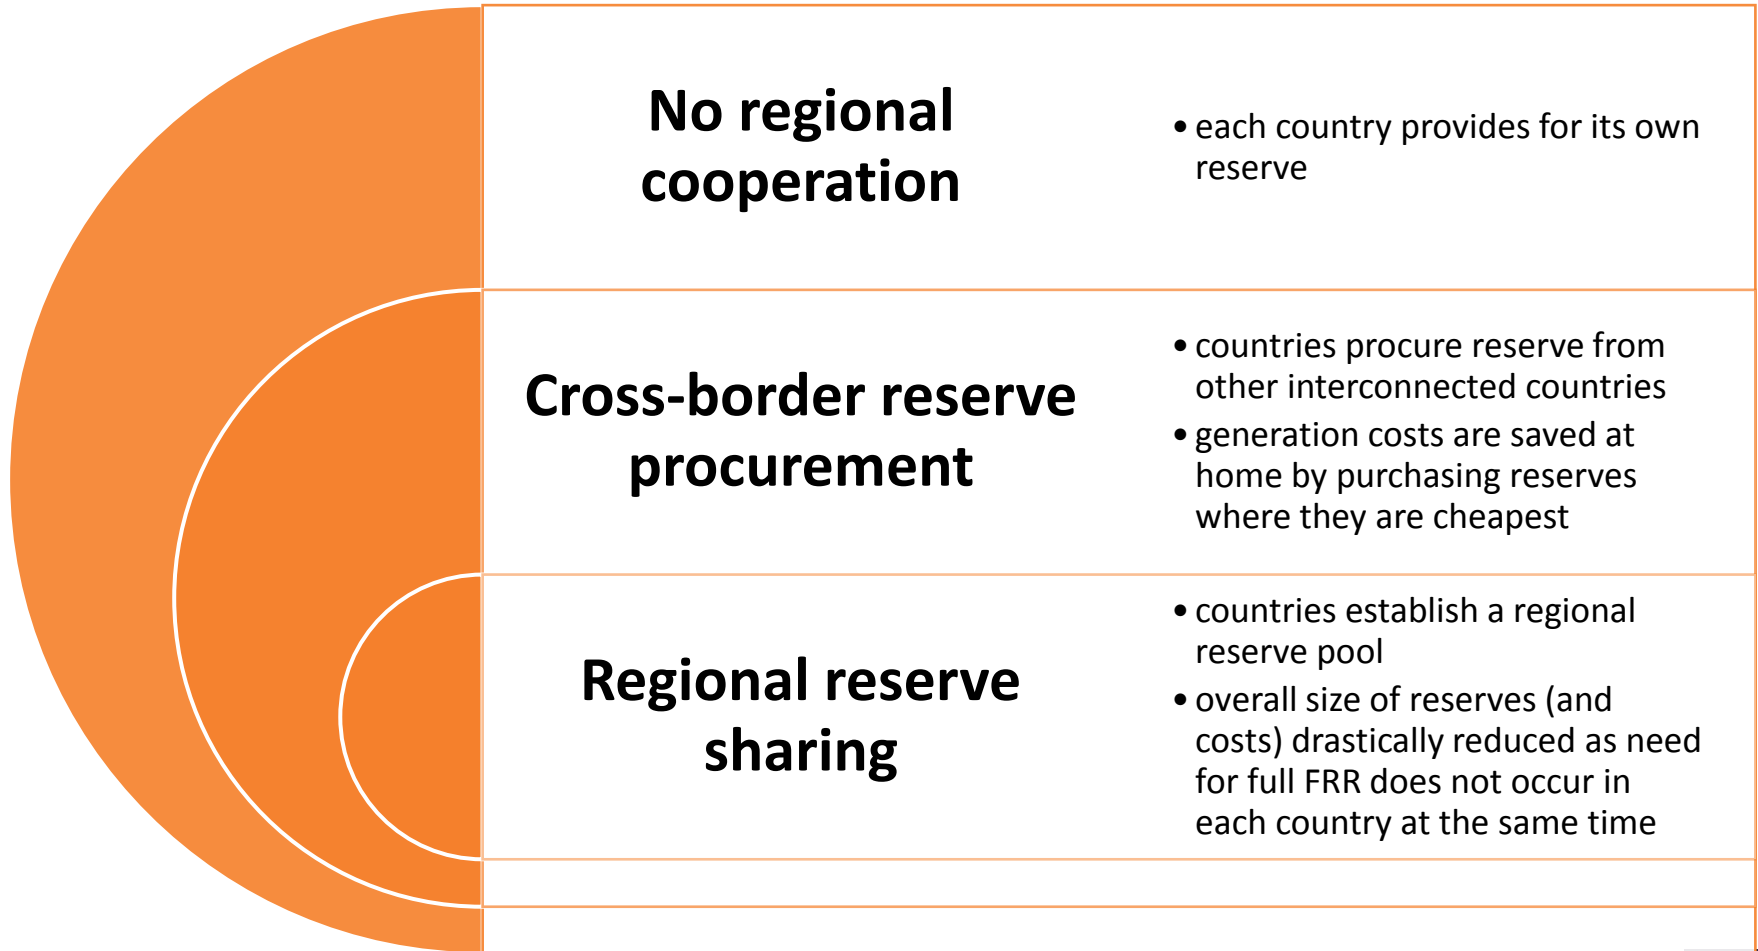 No regional
cooperation
• each country provides for its own
reserve
Cross-border reserve
procurement
• countries procure reserve from
other interconnected countries
• generation costs are saved at
home by purchasing reserves
where they are cheapest
Regional reserve
sharing
• countries establish a regional
reserve pool
• overall size of reserves (and
costs) drastically reduced as need
for full FRR does not occur in
each country at the same time